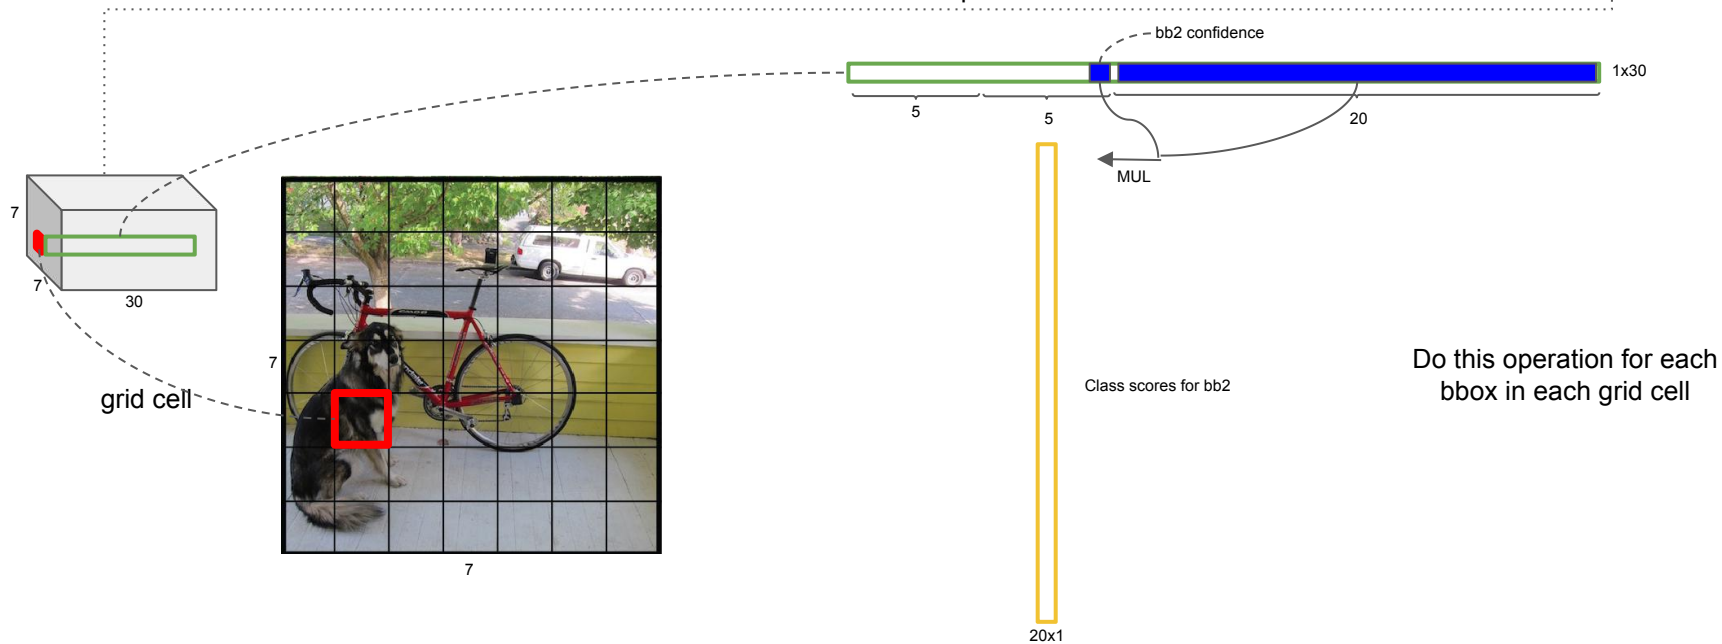 bb2 confidence
1x30
5
5
20
MUL
7
7
30
7
grid cell
7
Class scores for bb2
Do this operation for each
bbox in each grid cell
20x1